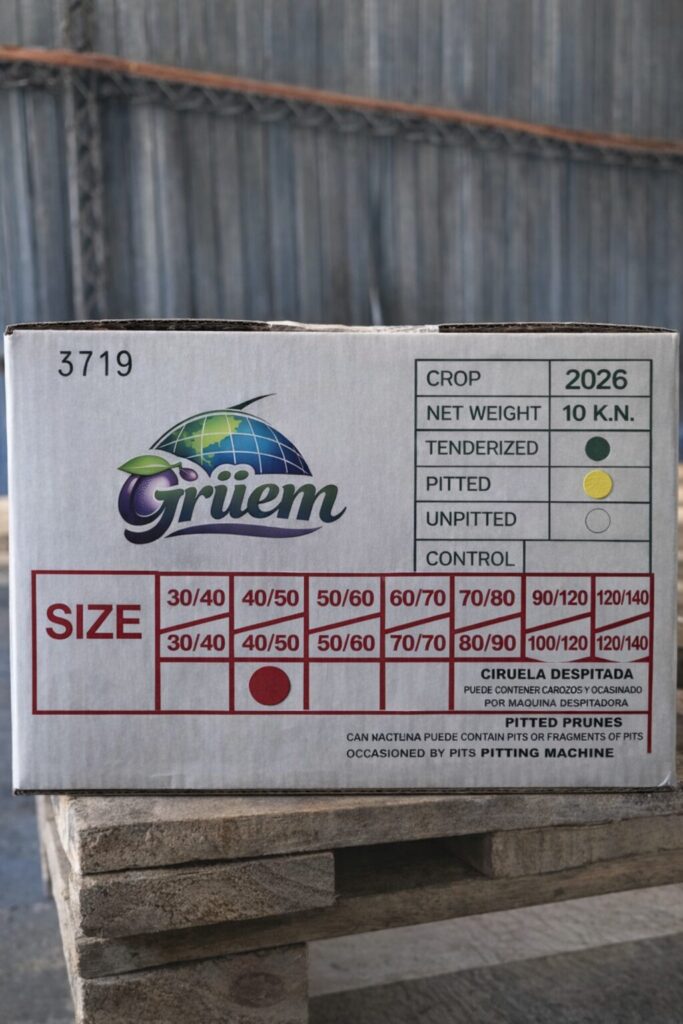 3719
Grüem
CROP 2026
NET WEIGHT 10 K.N.
TENDERIZED
PITTED
UNPITTED
CONTROL
SIZE
30/40 40/50 50/60 60/70 70/80 90/120 120/140
30/40 40/50 50/60 70/70 80/90 100/120 120/140
CIRUELA DESPITADA
PUEDE CONTENER CAROZOS Y OCASINADO
POR MAQUINA DESPITADORA
PITTED PRUNES
CAN NACTUNA PUEDE CONTAIN PITS OR FRAGMENTS OF PITS
OCCASIONED BY PITS PITTING MACHINE